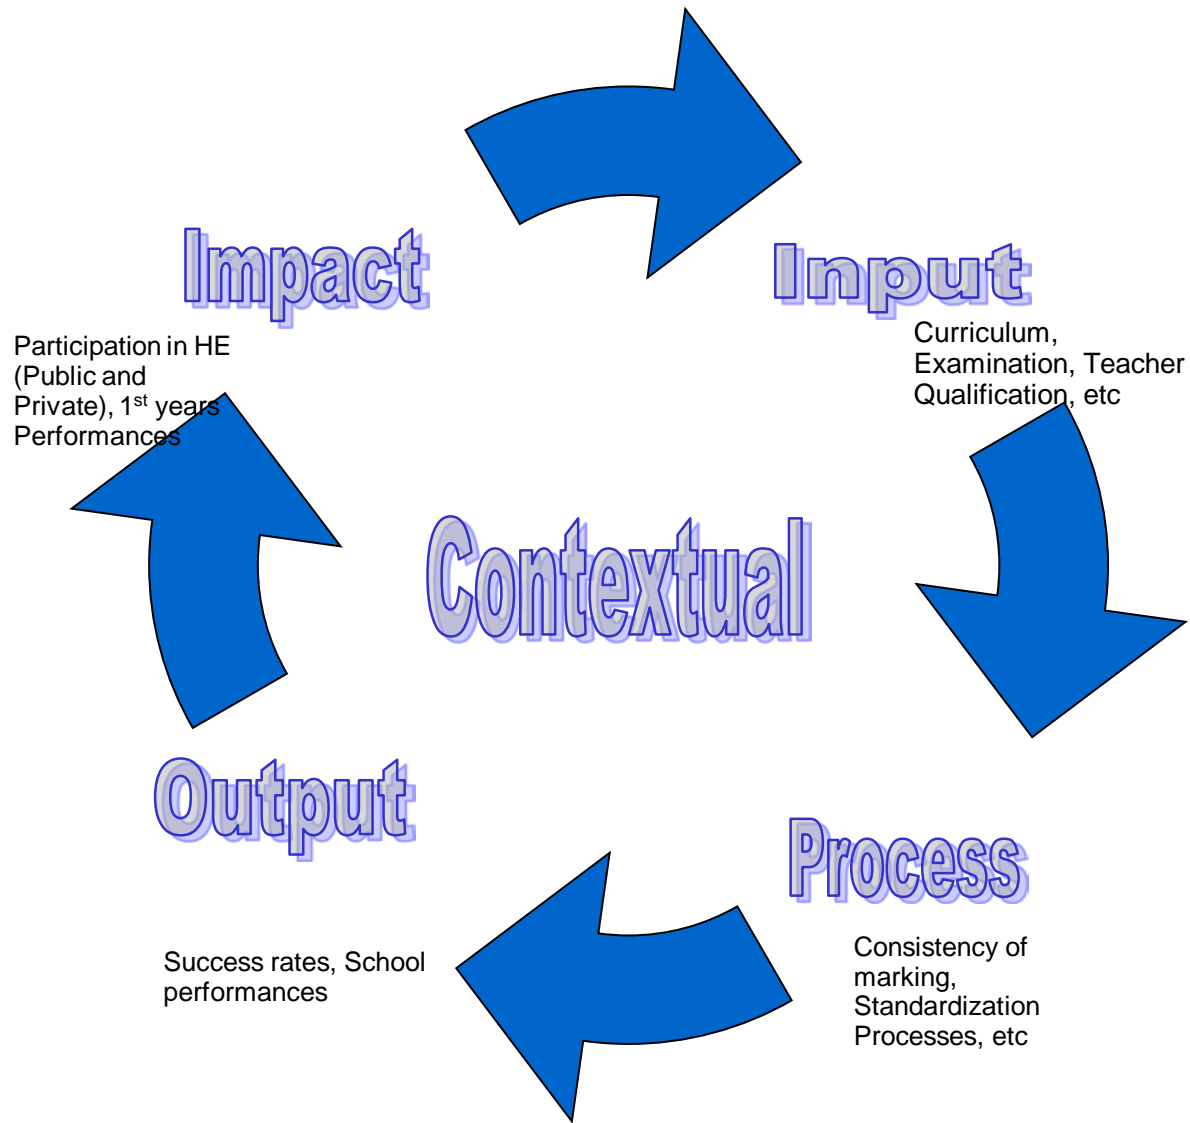 Impact
Input
Participation in HE
(Public and
Private), 1st years
Performances
Curriculum,
Examination, Teacher
Qualification, etc
Contextual
Output
Process
Success rates, School
performances
Consistency of
marking,
Standardization
Processes, etc